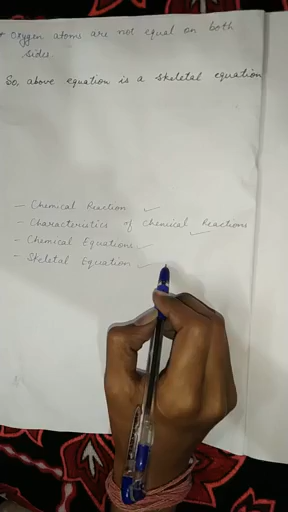 Oxygen atoms are not equal on both
sides.
So, above equation is a skeletal equation
- Chemical Reaction ✓
- Characteristics of Chemical Reactions ✓
- Chemical Equations ✓
- Skeletal Equation ✓